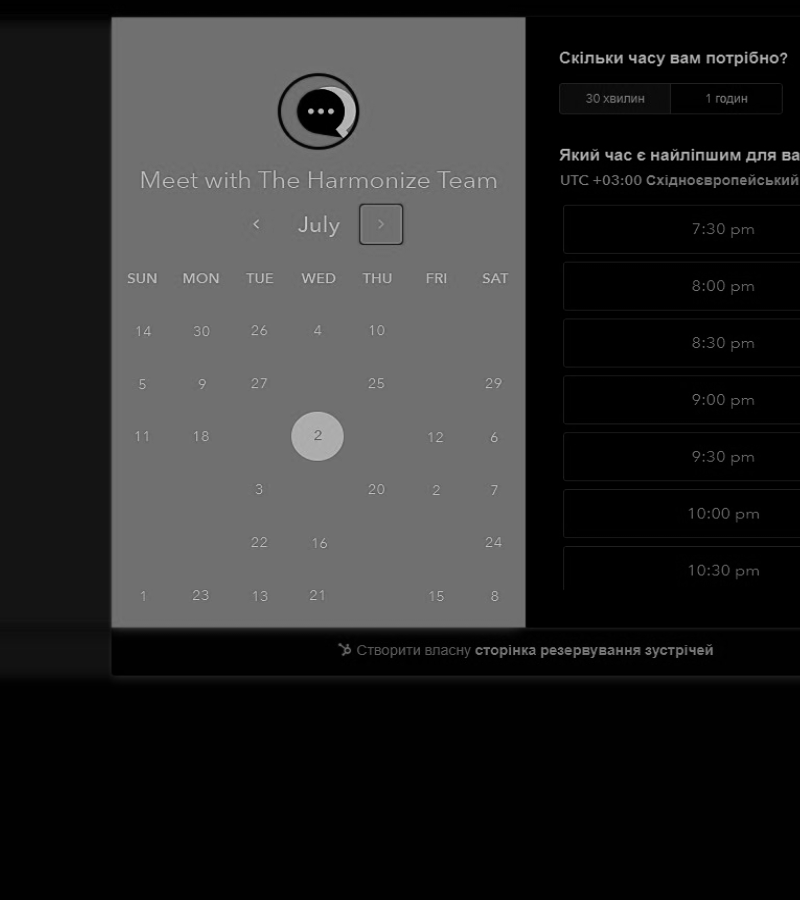 Meet with The Harmonize Team
July
SUN MON TUE WED THU FRI SAT
14 30 26 4 10
5 9 27 25 29
11 18 2 12 6
3 20 2 7
22 16 24
1 23 13 21 15 8
Скільки часу вам потрібно?
30 хвилин 1 годин
Який час є найліпшим для ва
UTC +03:00 Східноєвропейський
7:30 pm
8:00 pm
8:30 pm
9:00 pm
9:30 pm
10:00 pm
10:30 pm
Створити власну сторінка резервування зустрічей